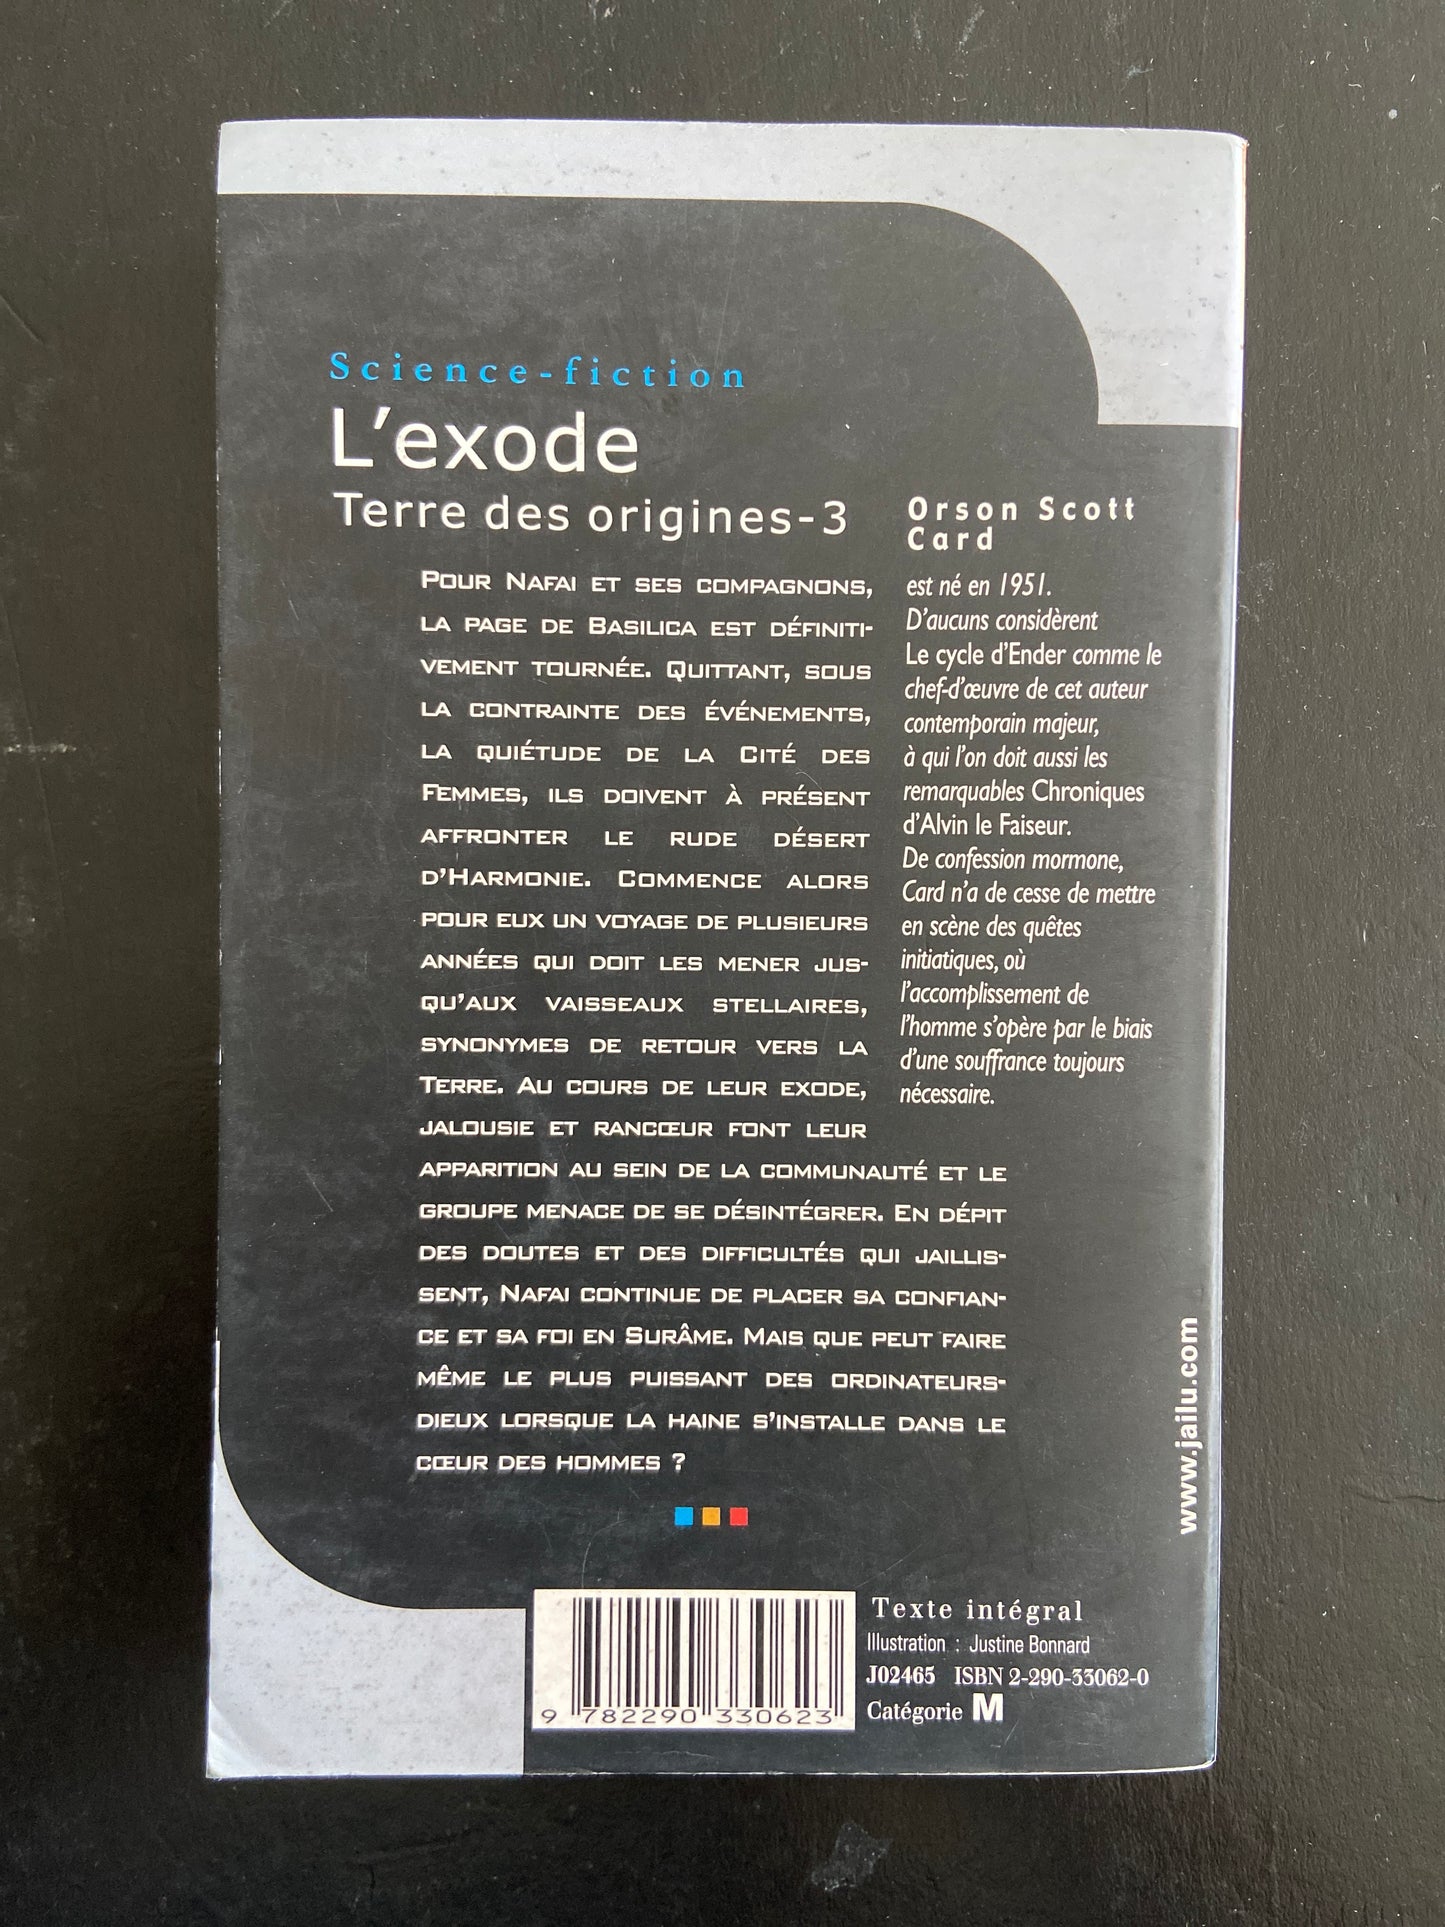 Science-fiction
L'exode
Terre des origines-3
Pour Nafai et ses compagnons,
la page de Basilica est définiti-
vement tournée. Quittant, sous
la contrainte des événements,
la quiétude de la Cité des
Femmes, ils doivent à présent
affronter le rude désert
d'Harmonie. Commence alors
pour eux un voyage de plusieurs
années qui doit les mener jus-
qu'aux vaisseaux stellaires,
synonymes de retour vers la
Terre. Au cours de leur exode,
jalousie et rancœur font leur
apparition au sein de la communauté et le
groupe menace de se désintégrer. En dépit
des doutes et des difficultés qui jaillis-
sent, Nafai continue de placer sa confian-
ce et sa foi en Surâme. Mais que peut faire
même le plus puissant des ordinateurs-
dieux lorsque la haine s'installe dans le
cœur des hommes ?
Orson Scott
Card
est né en 1951.
D'aucuns considèrent
Le cycle d'Ender comme le
chef-d'œuvre de cet auteur
contemporain majeur,
à qui l'on doit aussi les
remarquables Chroniques
d'Alvin le Faiseur.
De confession mormone,
Card n'a de cesse de mettre
en scène des quêtes
initiatiques, où
l'accomplissement de
l'homme s'opère par le biais
d'une souffrance toujours
nécessaire.
www.jailu.com
9 782290 330623
Texte intégral
Illustration : Justine Bonnard
J02465 ISBN 2-290-33062-0
Catégorie M